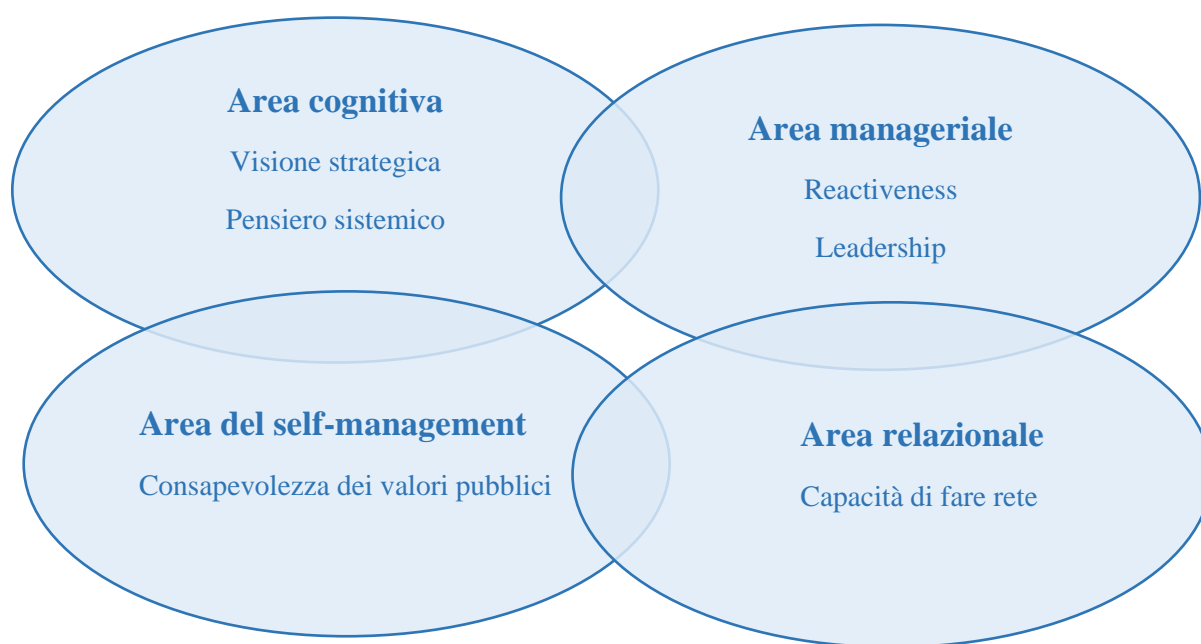 Area cognitiva
Visione strategica
Pensiero sistemico
Area manageriale
Reactiveness
Leadership
Area del self-management
Consapevolezza dei valori pubblici
Area relazionale
Capacità di fare rete